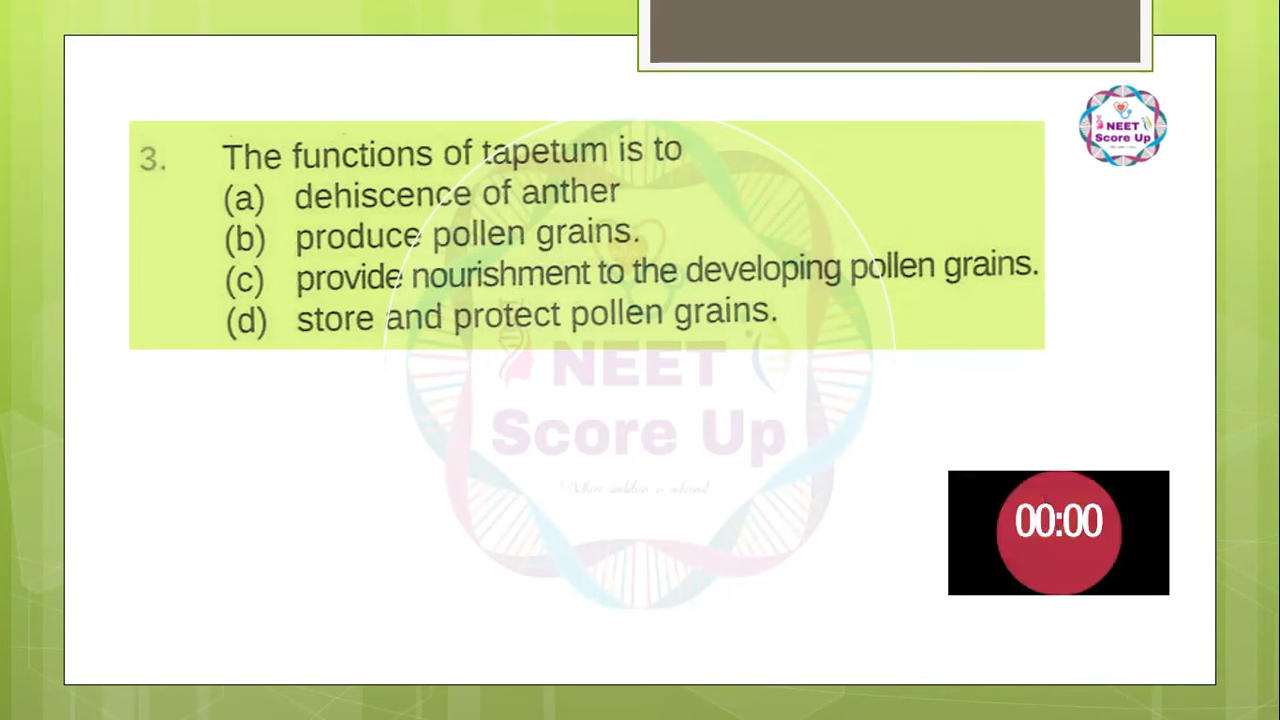 NEET
Score Up
3. The functions of tapetum is to
(a) dehiscence of anther
(b) produce pollen grains.
(c) provide nourishment to the developing pollen grains.
(d) store and protect pollen grains.
NEET
Score Up
00:00